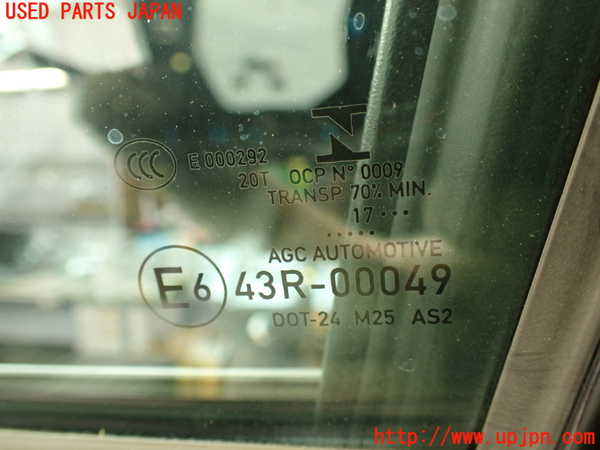 USED PARTS JAPAN
N
CCC E 000292
20T OCP N° 0009
TRANSP 70% MIN.
17 •••
•••••
AGC AUTOMOTIVE
E6 43R-00049
DOT-24 M25 AS2
http://www.upjpn.com